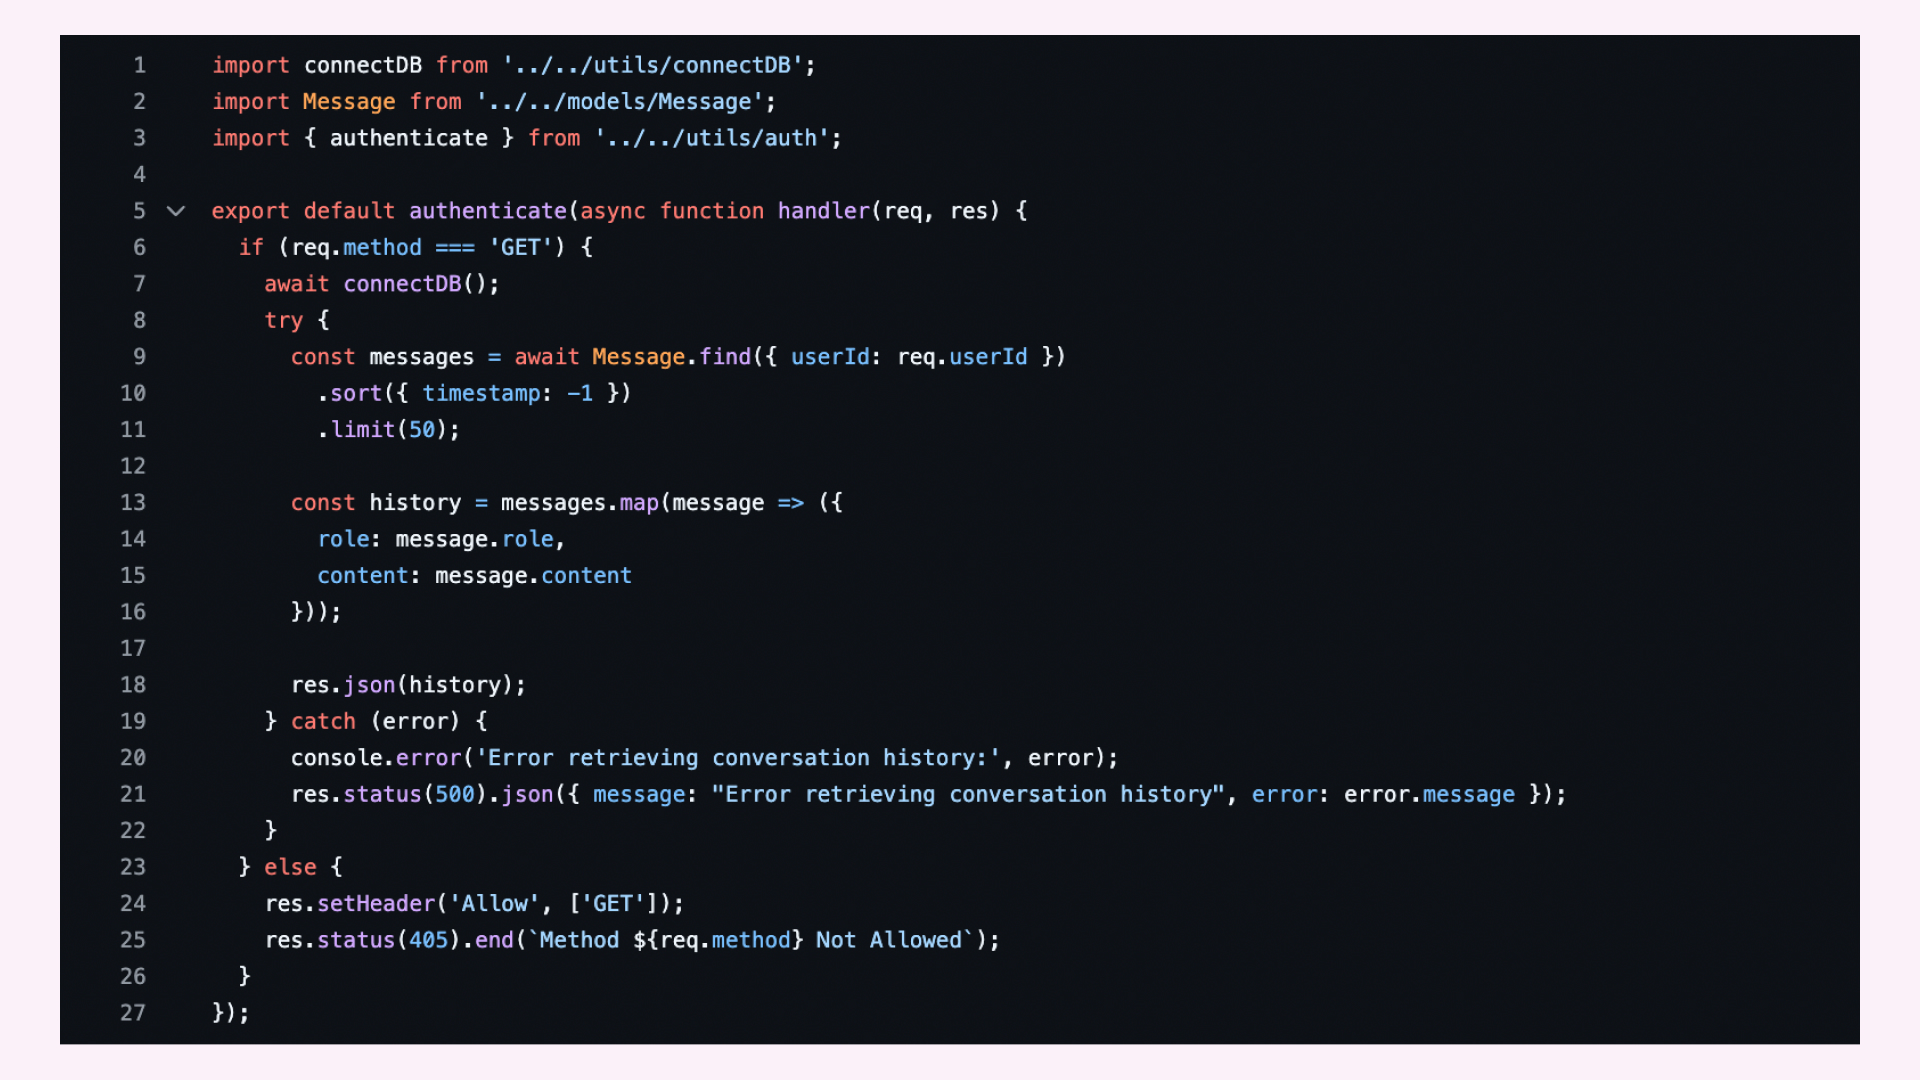 1 import connectDB from '../../utils/connectDB';
2 import Message from '../../models/Message';
3 import { authenticate } from '../../utils/auth';
4
5 export default authenticate(async function handler(req, res) {
6   if (req.method === 'GET') {
7     await connectDB();
8     try {
9       const messages = await Message.find({ userId: req.userId })
10         .sort({ timestamp: -1 })
11         .limit(50);
12
13       const history = messages.map(message => ({
14         role: message.role,
15         content: message.content
16       }));
17
18       res.json(history);
19     } catch (error) {
20       console.error('Error retrieving conversation history:', error);
21       res.status(500).json({ message: "Error retrieving conversation history", error: error.message });
22     }
23   } else {
24     res.setHeader('Allow', ['GET']);
25     res.status(405).end(`Method ${req.method} Not Allowed`);
26   }
27 });